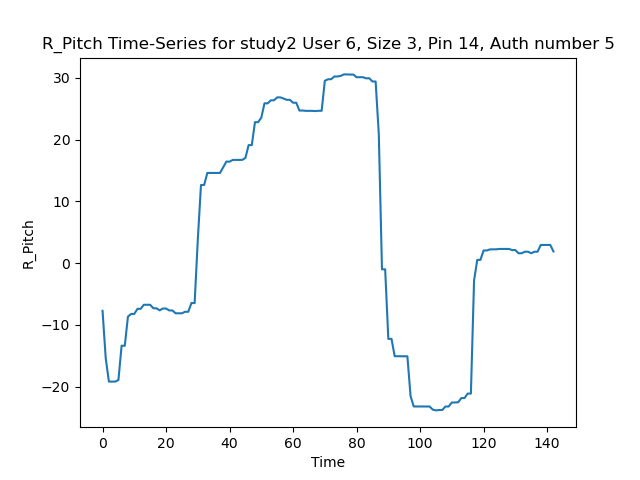 R_Pitch Time-Series for study2 User 6, Size 3, Pin 14, Auth number 5
30
20
10
0
−10
−20
R_Pitch
0 20 40 60 80 100 120 140
Time